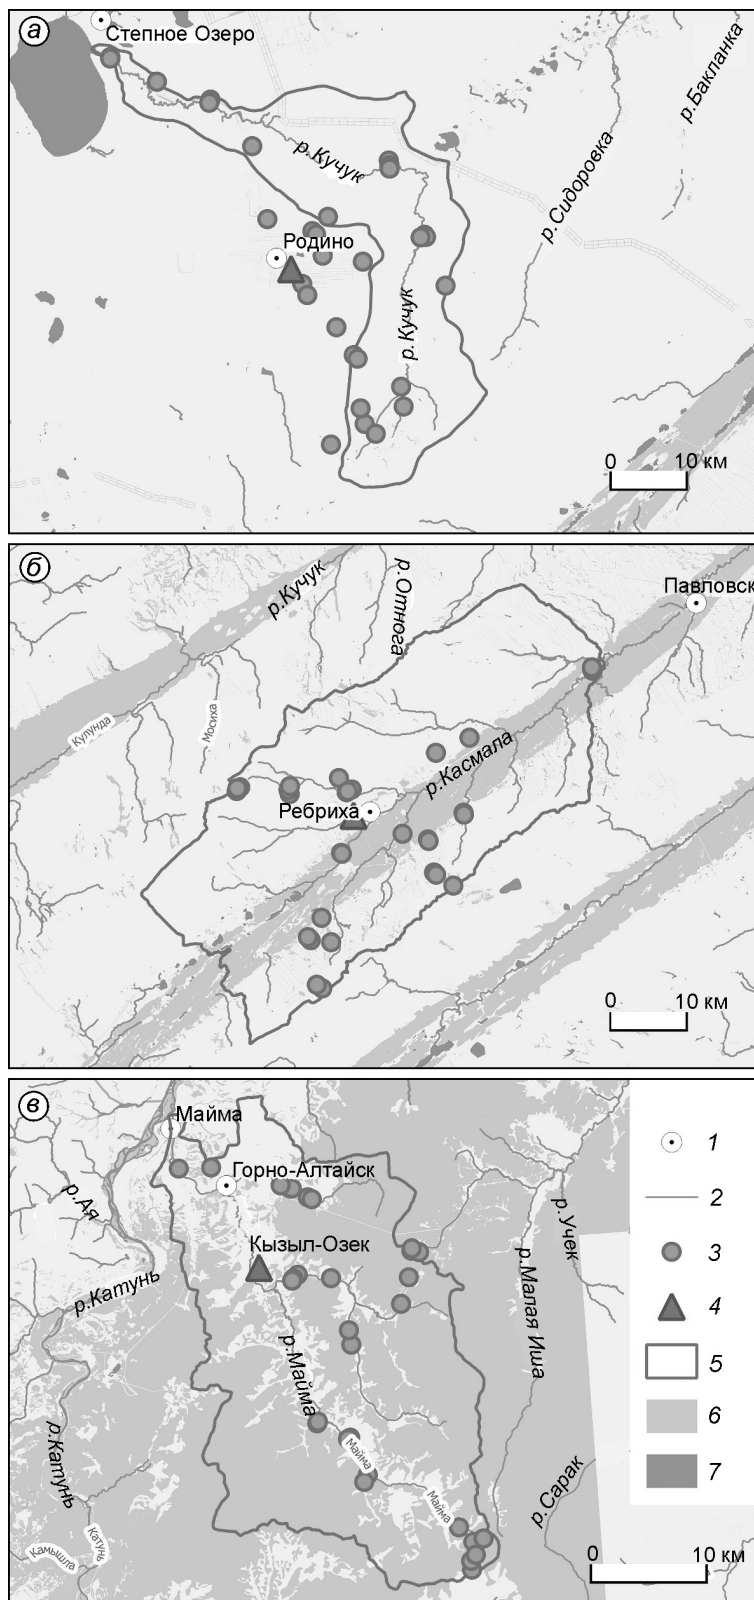 а
Степное Озеро
р.Бакланка
р.Кучук
р.Сидоровка
Родино
р.Кучук
0 10 км
б
р.Кучук
р.Оттнога
Павловск
Кулунда
Мосиха
р.Касмала
Ребриха
0 10 км
в
Майма
Горно-Алтайск
р.Ая
Кызыл-Озек
р.Катунь
р.Учек
р.Малая Иша
р.Майма
р.Катунь
Майма
Майма
р.Сарак
Катунь
Камышла
1
2
3
4
5
6
7
0 10 км